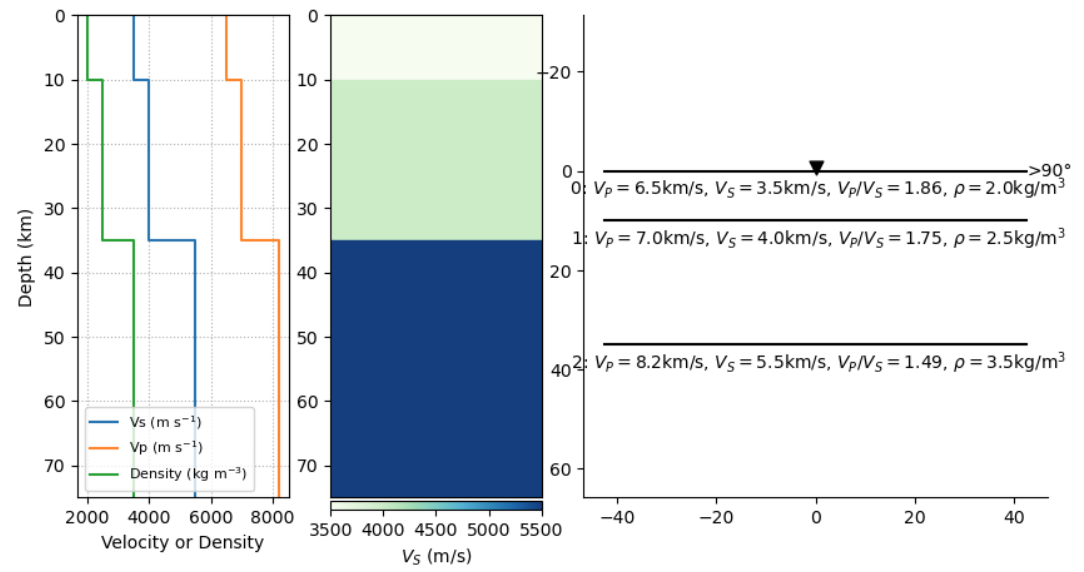 0
10
20
30
40
50
60
70
Depth (km)
2000 4000 6000 8000
Velocity or Density
Vs (m s⁻¹)
Vp (m s⁻¹)
Density (kg m⁻³)
0
10
20
30
40
50
60
70
3500 4000 4500 5000 5500
V_S (m/s)
−20
0
20
40
60
>90°
0: V_P = 6.5km/s, V_S = 3.5km/s, V_P/V_S = 1.86, ρ = 2.0kg/m³
1: V_P = 7.0km/s, V_S = 4.0km/s, V_P/V_S = 1.75, ρ = 2.5kg/m³
2: V_P = 8.2km/s, V_S = 5.5km/s, V_P/V_S = 1.49, ρ = 3.5kg/m³
−40 −20 0 20 40